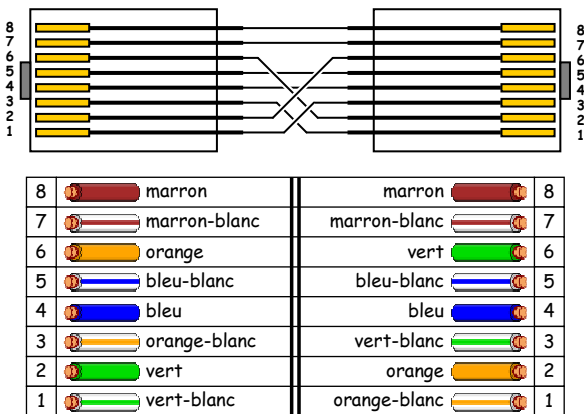 8 8
7 7
6 6
5 5
4 4
3 3
2 2
1 1
8 marron marron 8
7 marron-blanc marron-blanc 7
6 orange vert 6
5 bleu-blanc bleu-blanc 5
4 bleu bleu 4
3 orange-blanc vert-blanc 3
2 vert orange 2
1 vert-blanc orange-blanc 1